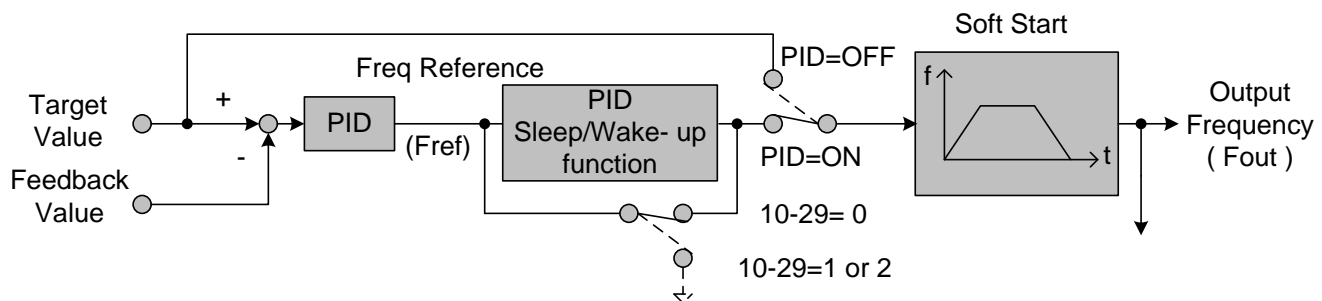 Soft Start
PID=OFF
Freq Reference
f
t
Target
Value
+
-
PID
(Fref)
PID
Sleep/Wake- up
function
PID=ON
Output
Frequency
( Fout )
Feedback
Value
10-29= 0
10-29=1 or 2